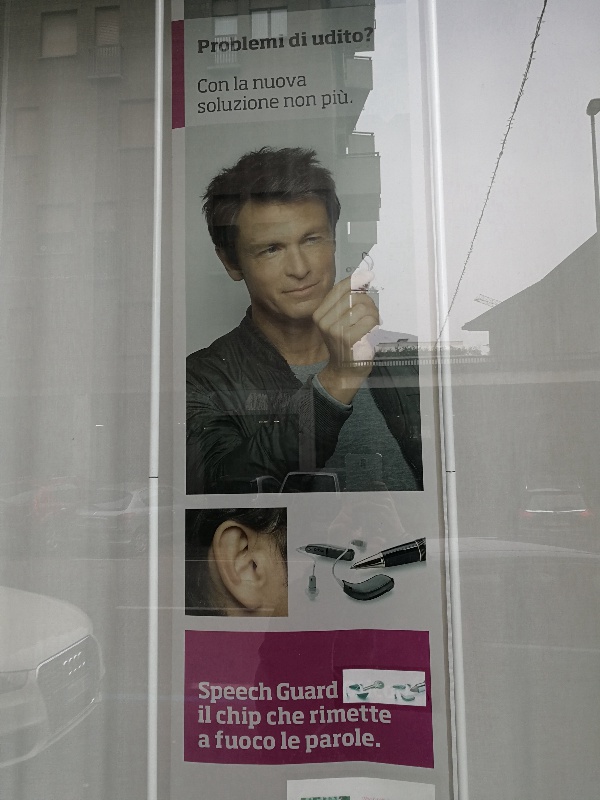 Problemi di udito?
Con la nuova
soluzione non più.
Speech Guard
il chip che rimette
a fuoco le parole.